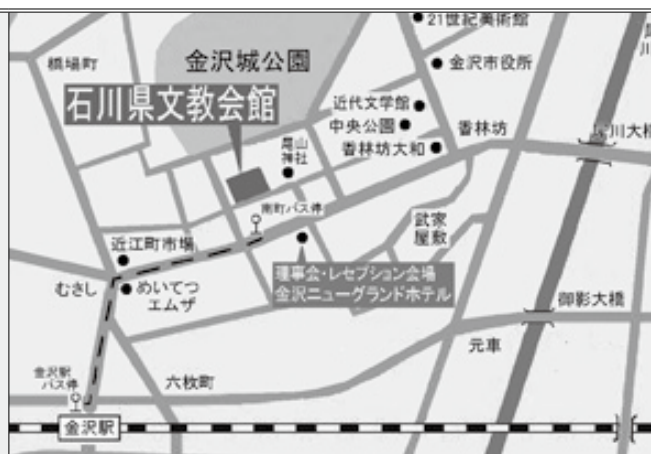 21世紀美術館
橋場町
金沢城公園
金沢市役所
石川県文教会館
近代文学館
中央公園
香林坊
犀川大橋
尾山
神社
香林坊大和
南町バス停
武家
屋敷
近江町市場
理事会・レセプション会場
金沢ニューグランドホテル
むさし
めいてつ
エムザ
御影大橋
元車
金沢駅
バス停
六枚町
金沢駅